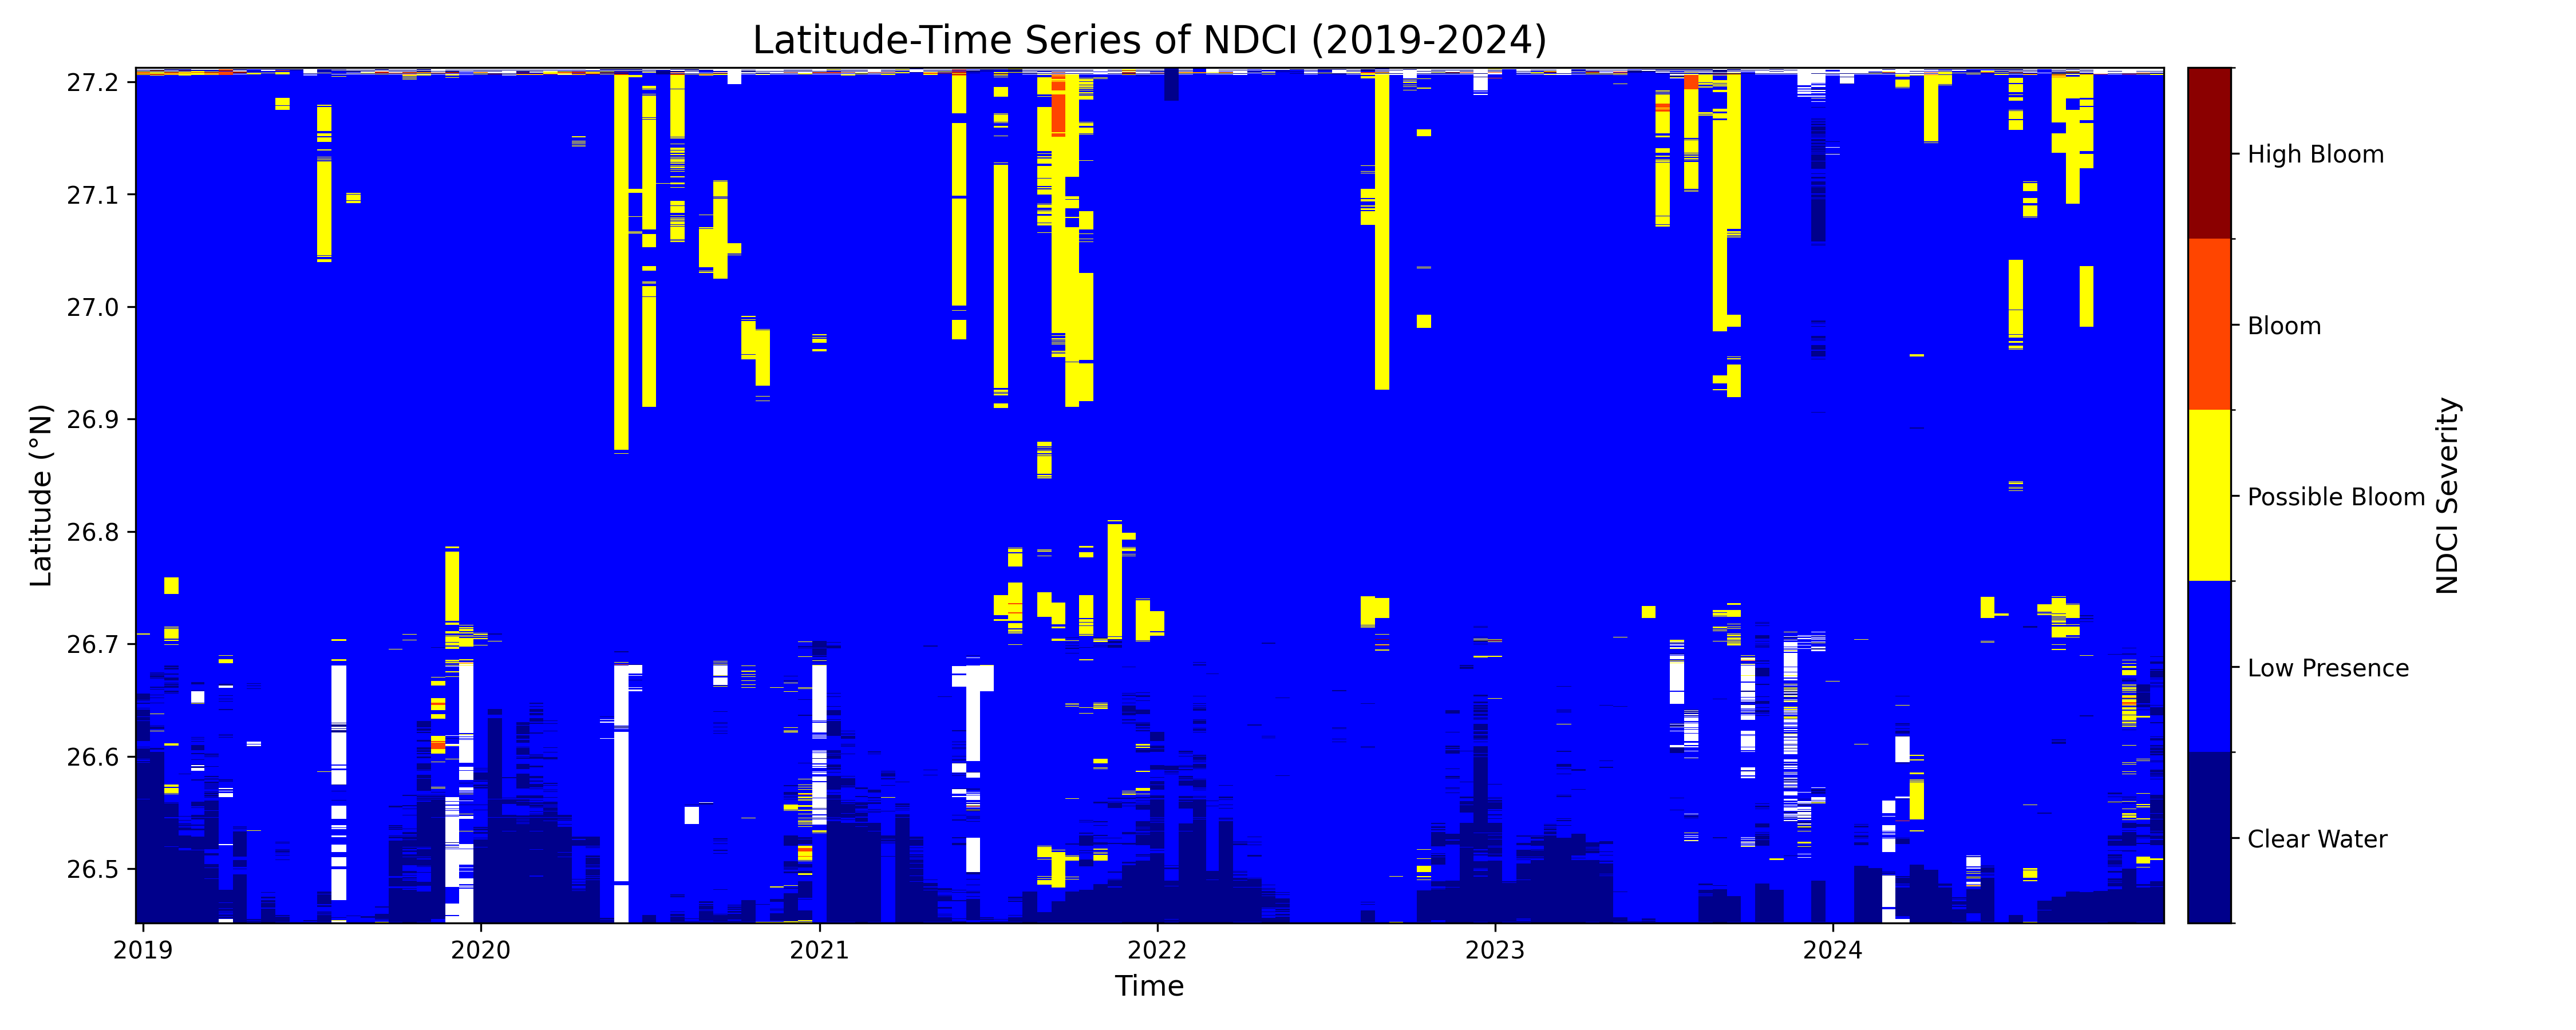 Latitude-Time Series of NDCI (2019-2024)
Latitude (°N)
27.2
27.1
27.0
26.9
26.8
26.7
26.6
26.5
2019
2020
2021
2022
2023
2024
Time
High Bloom
Bloom
Possible Bloom
Low Presence
Clear Water
NDCI Severity